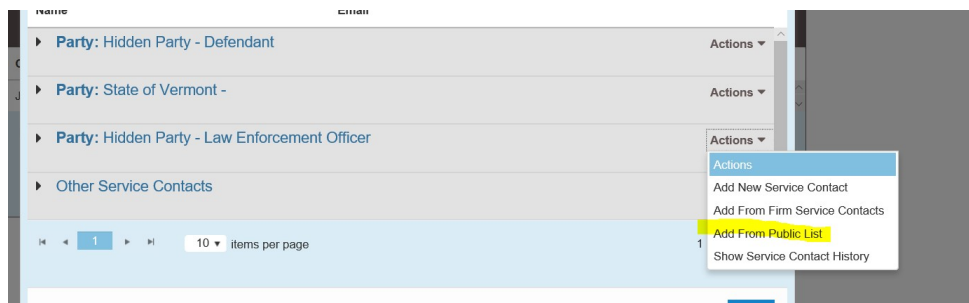 Name Email
Party: Hidden Party - Defendant Actions
Party: State of Vermont - Actions
Party: Hidden Party - Law Enforcement Officer Actions
Actions
Other Service Contacts
Add New Service Contact
Add From Firm Service Contacts
Add From Public List
Show Service Contact History
1 10 items per page 1